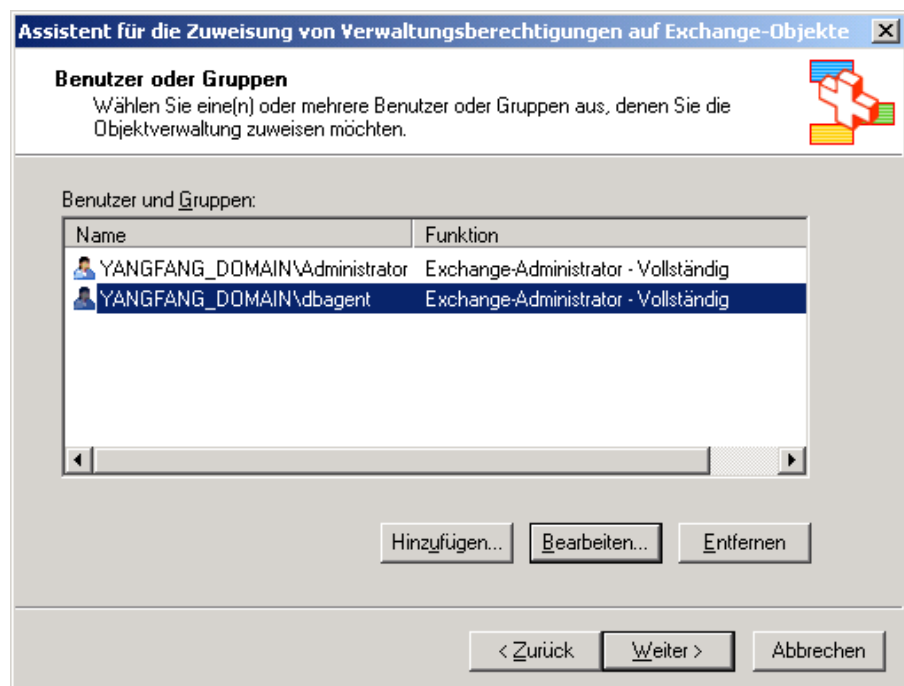 Assistent für die Zuweisung von Verwaltungsberechtigungen auf Exchange-Objekte
Benutzer oder Gruppen
Wählen Sie eine(n) oder mehrere Benutzer oder Gruppen aus, denen Sie die
Objektverwaltung zuweisen möchten.
Benutzer und Gruppen:
Name Funktion
YANGFANG_DOMAIN\Administrator Exchange-Administrator - Vollständig
YANGFANG_DOMAIN\dbagent Exchange-Administrator - Vollständig
Hinzufügen... Bearbeiten... Entfernen
< Zurück Weiter > Abbrechen